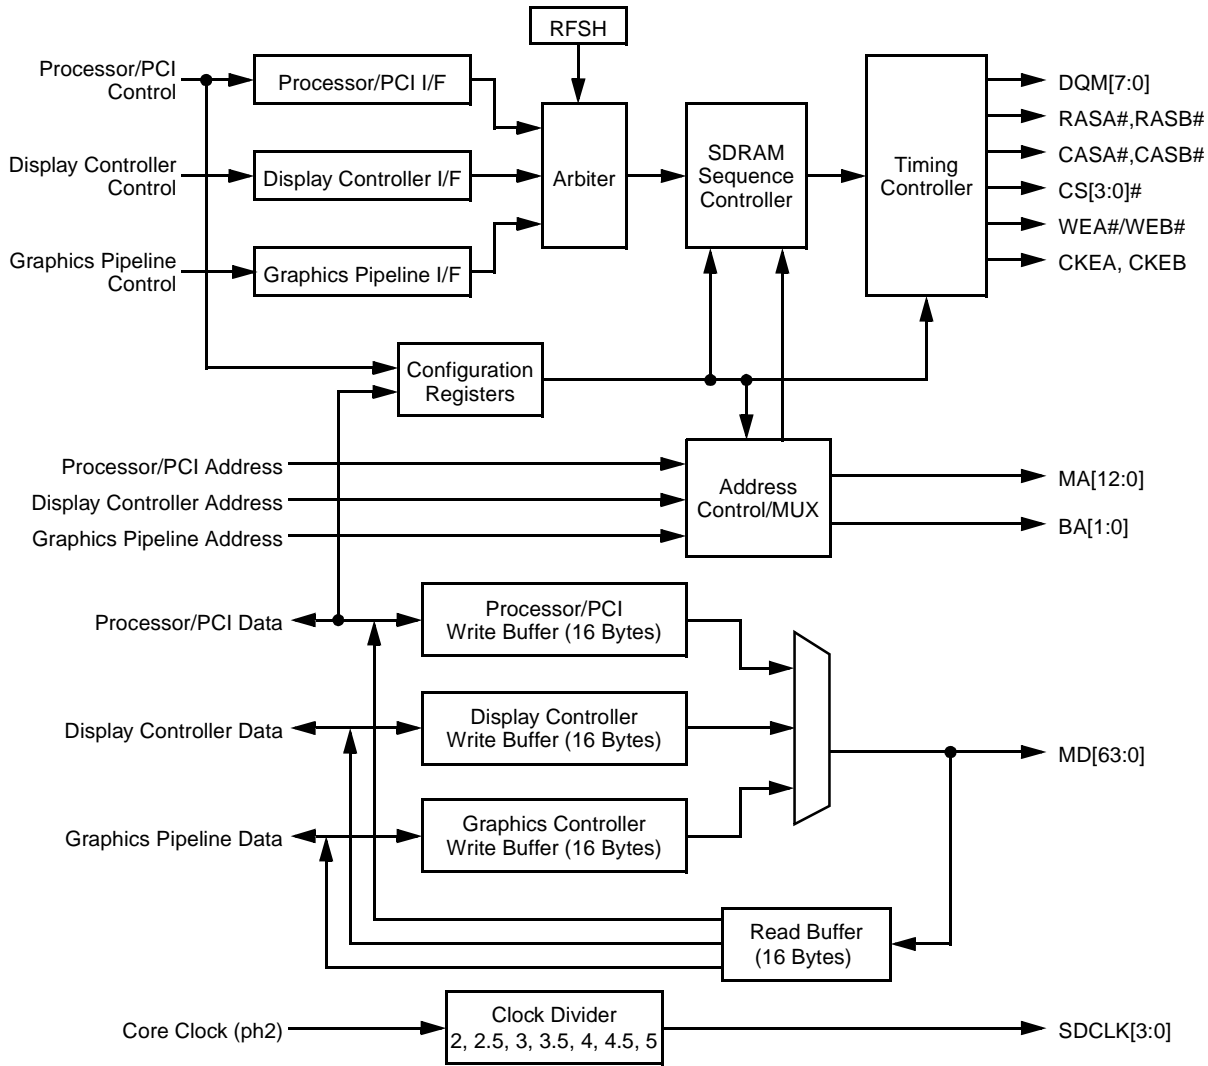 RFSH
Processor/PCI
Control
Processor/PCI I/F
DQM[7:0]
RASA#,RASB#
Display Controller
Control
Display Controller I/F
Arbiter
SDRAM
Sequence
Controller
Timing
Controller
CASA#,CASB#
CS[3:0]#
WEA#/WEB#
Graphics Pipeline
Control
Graphics Pipeline I/F
CKEA, CKEB
Configuration
Registers
Processor/PCI Address
Display Controller Address
Graphics Pipeline Address
Address
Control/MUX
MA[12:0]
BA[1:0]
Processor/PCI Data
Processor/PCI
Write Buffer (16 Bytes)
Display Controller Data
Display Controller
Write Buffer (16 Bytes)
MD[63:0]
Graphics Pipeline Data
Graphics Controller
Write Buffer (16 Bytes)
Read Buffer
(16 Bytes)
Core Clock (ph2)
Clock Divider
2, 2.5, 3, 3.5, 4, 4.5, 5
SDCLK[3:0]